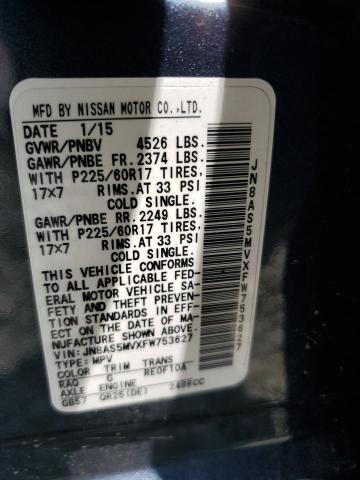 MFD BY NISSAN MOTOR CO.,LTD.
DATE 1/15
GVWR/PNBV 4526 LBS.
GAWR/PNBE FR. 2374 LBS.
WITH P225/60R17 TIRES,
17×7 RIMS, AT 33 PSI
COLD SINGLE.
GAWR/PNBE RR. 2249 LBS.
WITH P225/60R17 TIRES,
17×7 RIMS, AT 33 PSI
COLD SINGLE.
THIS VEHICLE CONFORMS
TO ALL APPLICABLE FED-
ERAL MOTOR VEHICLE SA-
FETY AND THEFT PREVEN-
TION STANDARDS IN EFF-
ECT ON THE DATE OF MA-
NUFACTURE SHOWN ABOVE.
VIN:JN8AS5MVXFW753627
TYPE: MPV
COLOR TRIM TRANS
RAQ G RE0F10A
AXLE ENGINE
GB57 QR25(DE) 2488CC
JN8AS5MVXFW753627